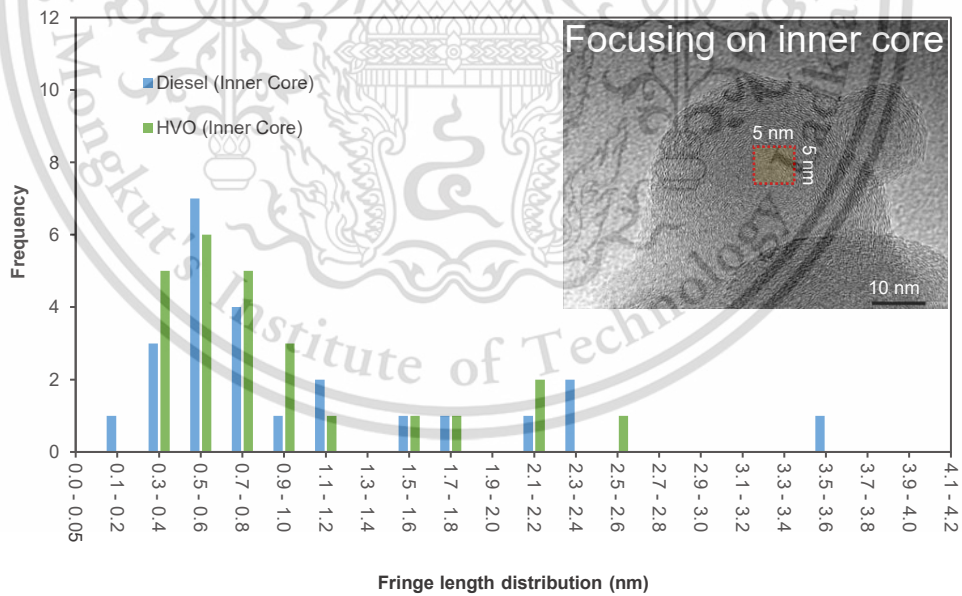 12
10
8
6
4
2
0
Frequency
Diesel (Inner Core)
HVO (Inner Core)
Focusing on inner core
5 nm
5 nm
10 nm
0.0 - 0.05
0.1 - 0.2
0.3 - 0.4
0.5 - 0.6
0.7 - 0.8
0.9 - 1.0
1.1 - 1.2
1.3 - 1.4
1.5 - 1.6
1.7 - 1.8
1.9 - 2.0
2.1 - 2.2
2.3 - 2.4
2.5 - 2.6
2.7 - 2.8
2.9 - 3.0
3.1 - 3.2
3.3 - 3.4
3.5 - 3.6
3.7 - 3.8
3.9 - 4.0
4.1 - 4.2
Fringe length distribution (nm)
Mongkut's Institute of Technology